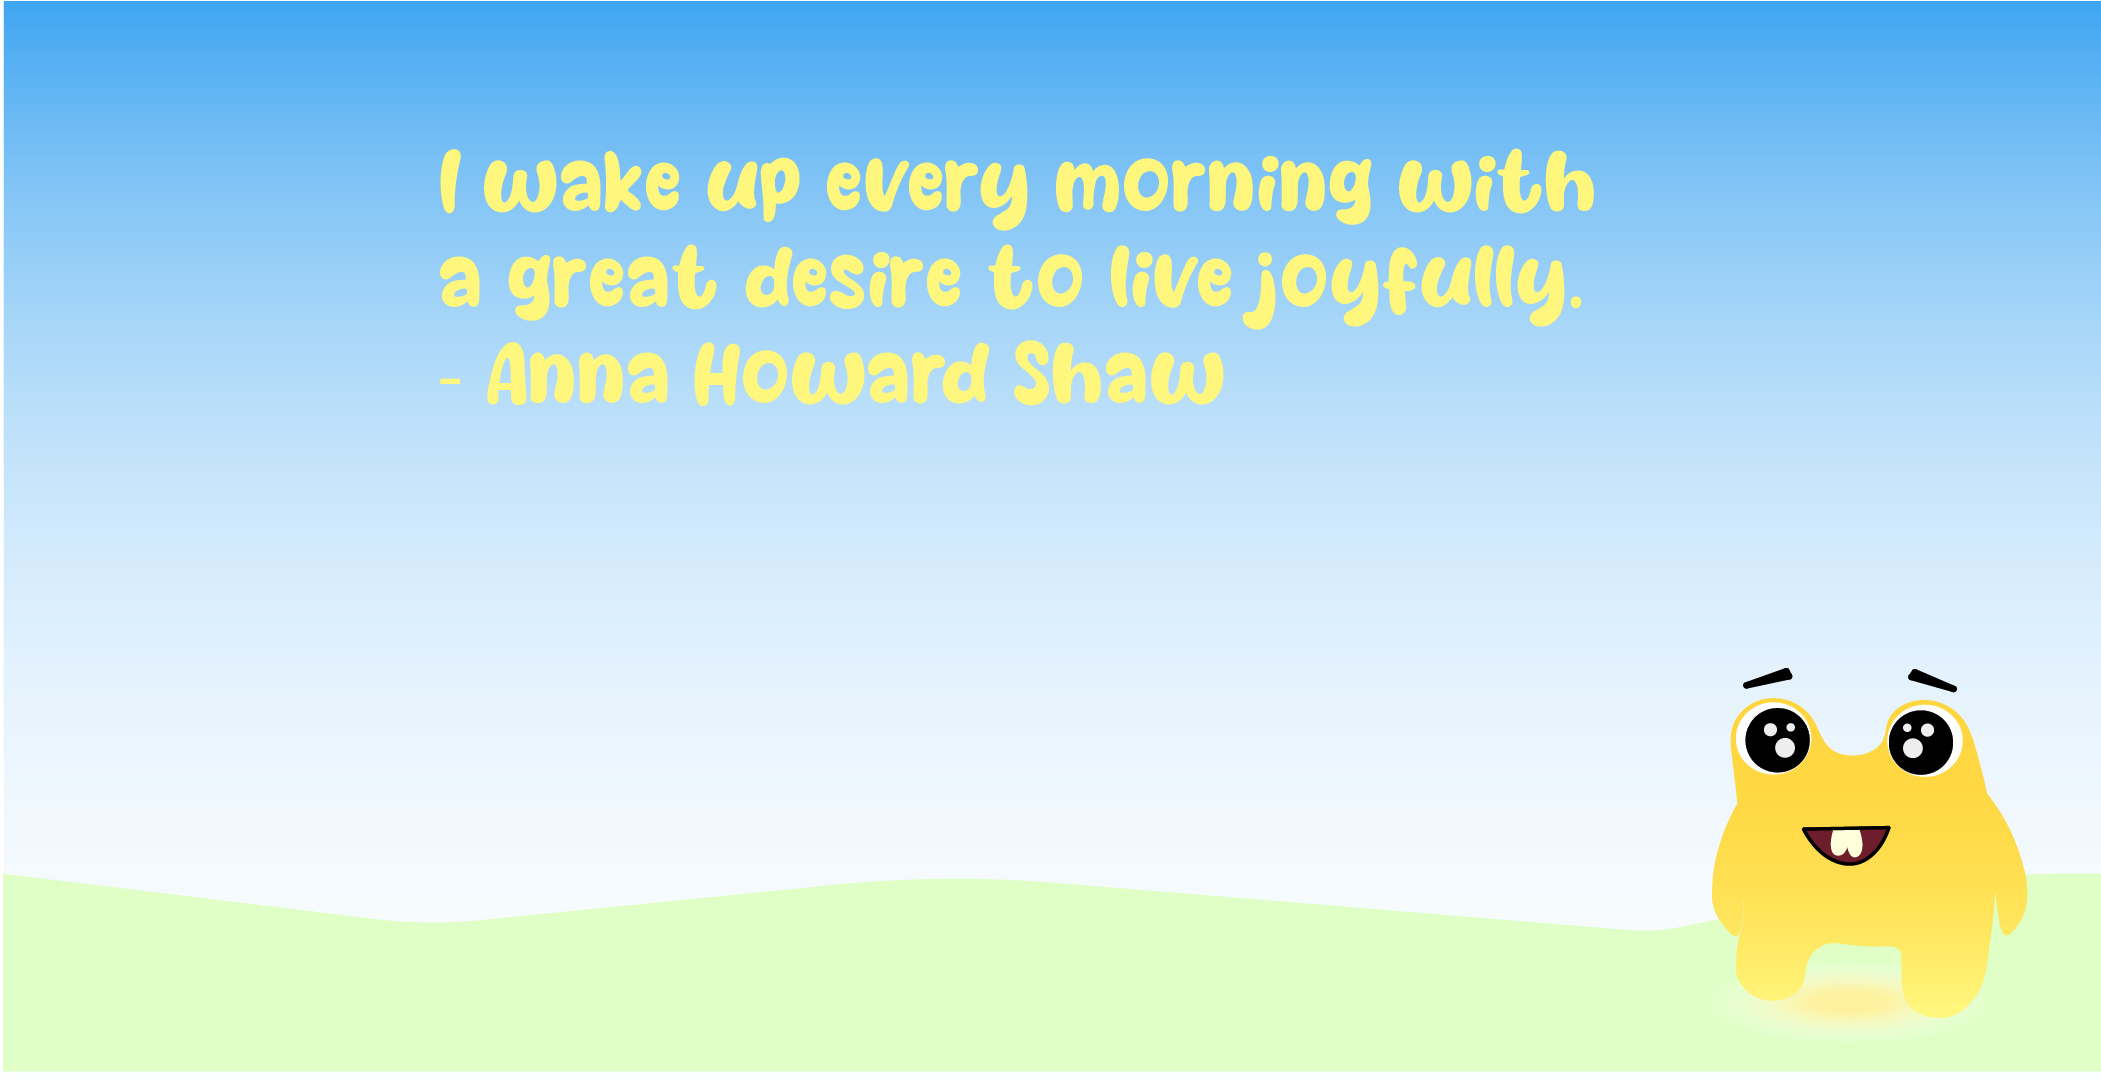 I wake up every morning with
a great desire to live joyfully.
- Anna Howard Shaw